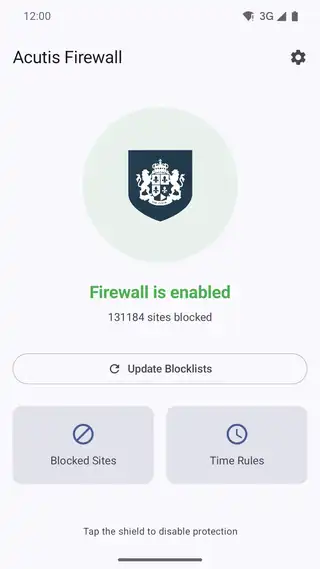 12:00
3G
Acutis Firewall
Firewall is enabled
131184 sites blocked
Update Blocklists
Blocked Sites
Time Rules
Tap the shield to disable protection